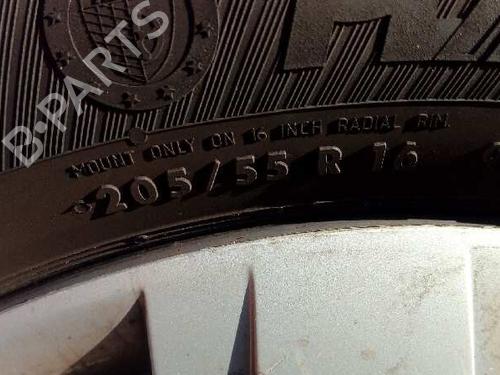 B-PARTS
MOUNT ONLY ON 16 INCH RADIAL RIM.
205/55 R 16